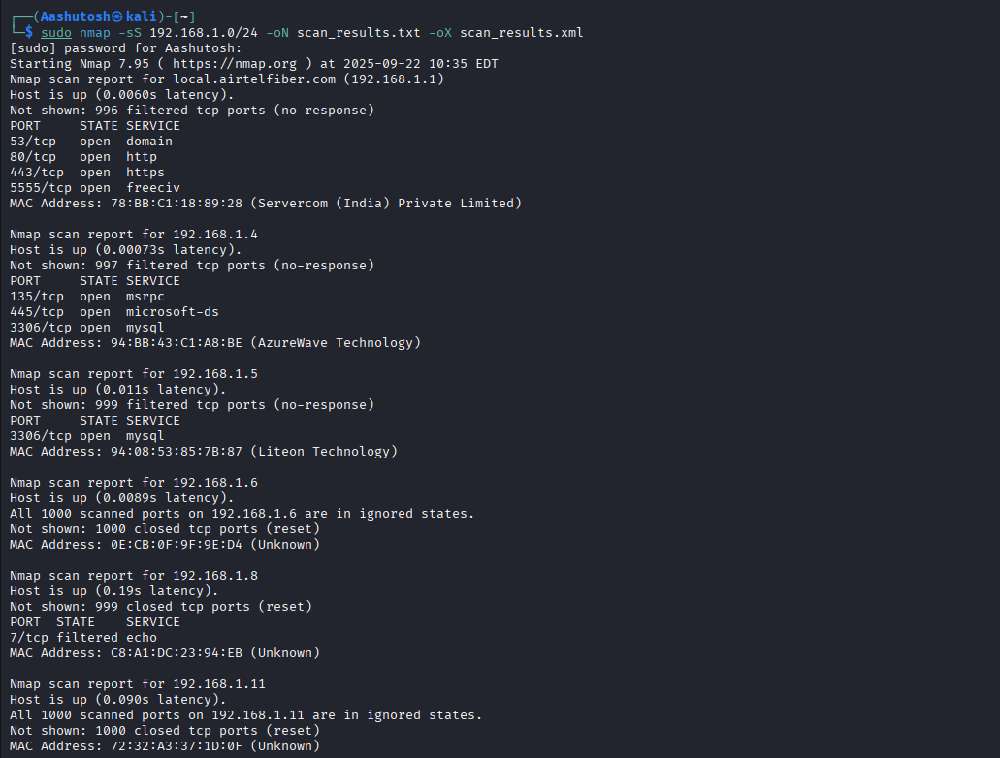 ┌──(Aashutosh㉿kali)-[~]
└─$ sudo nmap -sS 192.168.1.0/24 -oN scan_results.txt -oX scan_results.xml
[sudo] password for Aashutosh:
Starting Nmap 7.95 ( https://nmap.org ) at 2025-09-22 10:35 EDT
Nmap scan report for local.airtelfiber.com (192.168.1.1)
Host is up (0.0060s latency).
Not shown: 996 filtered tcp ports (no-response)
PORT     STATE SERVICE
53/tcp   open  domain
80/tcp   open  http
443/tcp  open  https
5555/tcp open  freeciv
MAC Address: 78:BB:C1:18:89:28 (Servercom (India) Private Limited)

Nmap scan report for 192.168.1.4
Host is up (0.00073s latency).
Not shown: 997 filtered tcp ports (no-response)
PORT     STATE SERVICE
135/tcp  open  msrpc
445/tcp  open  microsoft-ds
3306/tcp open  mysql
MAC Address: 94:BB:43:C1:A8:BE (AzureWave Technology)

Nmap scan report for 192.168.1.5
Host is up (0.011s latency).
Not shown: 999 filtered tcp ports (no-response)
PORT     STATE SERVICE
3306/tcp open  mysql
MAC Address: 94:08:53:85:7B:87 (Liteon Technology)

Nmap scan report for 192.168.1.6
Host is up (0.0089s latency).
All 1000 scanned ports on 192.168.1.6 are in ignored states.
Not shown: 1000 closed tcp ports (reset)
MAC Address: 0E:CB:0F:9F:9E:D4 (Unknown)

Nmap scan report for 192.168.1.8
Host is up (0.19s latency).
Not shown: 999 closed tcp ports (reset)
PORT  STATE    SERVICE
7/tcp filtered echo
MAC Address: C8:A1:DC:23:94:EB (Unknown)

Nmap scan report for 192.168.1.11
Host is up (0.090s latency).
All 1000 scanned ports on 192.168.1.11 are in ignored states.
Not shown: 1000 closed tcp ports (reset)
MAC Address: 72:32:A3:37:1D:0F (Unknown)